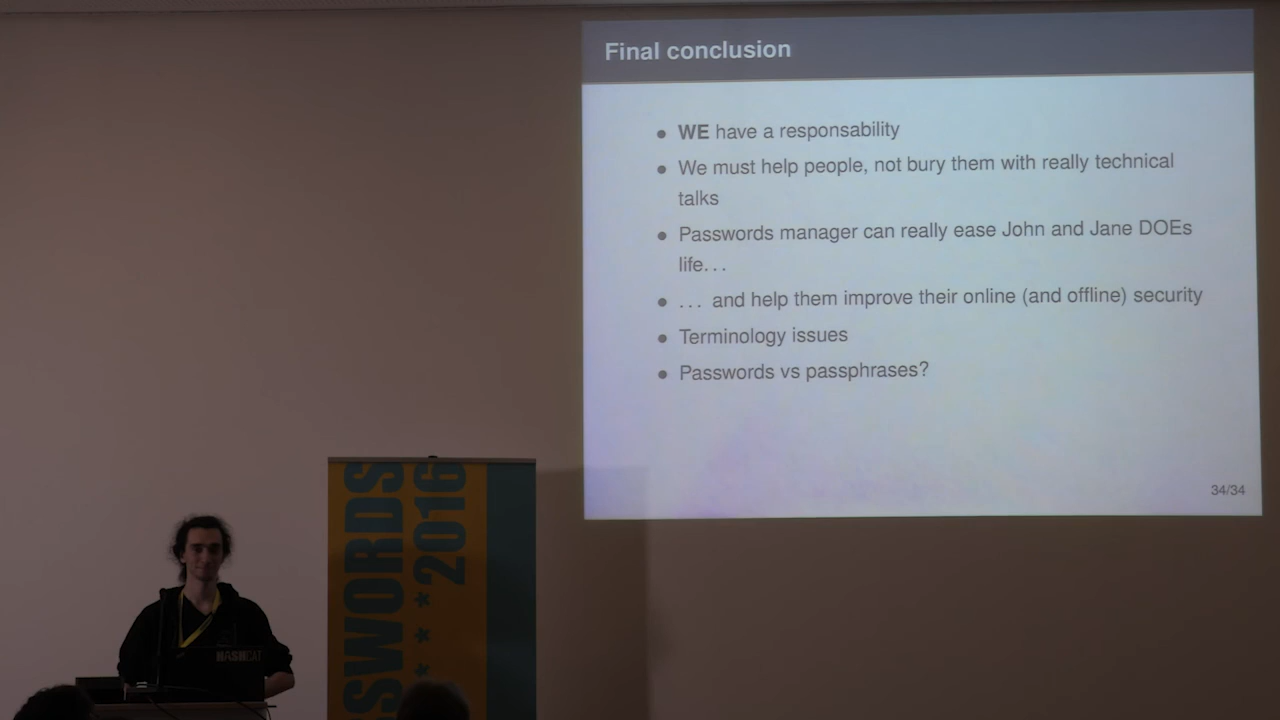 Final conclusion
WE have a responsability
We must help people, not bury them with really technical
talks
Passwords manager can really ease John and Jane DOEs
life...
... and help them improve their online (and offline) security
Terminology issues
Passwords vs passphrases?
34/34
SWORDS
***2016
HASHCAT